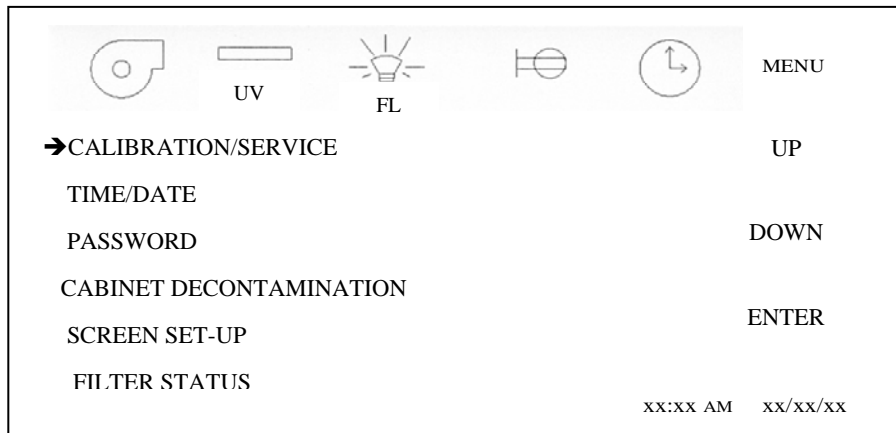 MENU
UV
FL
➔CALIBRATION/SERVICE
UP
TIME/DATE
PASSWORD
DOWN
CABINET DECONTAMINATION
ENTER
SCREEN SET-UP
FILTER STATUS
xx:xx AM xx/xx/xx